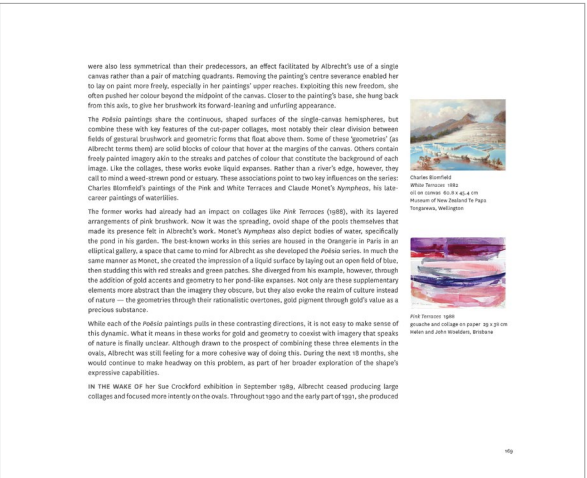 were also less symmetrical than their predecessors, an effect facilitated by Albrecht's use of a single
canvas rather than a pair of matching quadrants. Removing the painting's centre severance enabled her
to lay on paint more freely, especially in her paintings' upper reaches. Exploiting this new freedom, she
often pushed her colour beyond the midpoint of the canvas. Closer to the painting's base, she hung back
from this axis, to give her brushwork its forward-leaning and unfurling appearance.
The Poēsia paintings share the continuous, shaped surfaces of the single-canvas hemispheres, but
combine these with key features of the cut-paper collages, most notably their clear division between
fields of gestural brushwork and geometric forms that float above them. Some of these 'geometries' (as
Albrecht terms them) are solid blocks of colour that hover at the margins of the canvas. Others contain
freely painted imagery akin to the streaks and patches of colour that constitute the background of each
image. Like the collages, these works evoke liquid expanses. Rather than a river's edge, however, they
call to mind a weed-strewn pond or estuary. These associations point to two key influences on the series:
Charles Blomfield's paintings of the Pink and White Terraces and Claude Monet's Nympheas, his late-
career paintings of waterlilies.
The former works had already had an impact on collages like Pink Terraces (1988), with its layered
arrangements of pink brushwork. Now it was the spreading, ovoid shape of the pools themselves that
made its presence felt in Albrecht's work. Monet's Nympheas also depict bodies of water, specifically
the pond in his garden. The best-known works in this series are housed in the Orangerie in Paris in an
elliptical gallery, a space that came to mind for Albrecht as she developed the Poēsia series. In much the
same manner as Monet, she created the impression of a liquid surface by laying out an open field of blue,
then studding this with red streaks and green patches. She diverged from his example, however, through
the addition of gold accents and geometry to her pond-like expanses. Not only are these supplementary
elements more abstract than the imagery they obscure, but they also evoke the realm of culture instead
of nature — the geometries through their rationalistic overtones, gold pigment through gold's value as a
precious substance.
While each of the Poēsia paintings pulls in these contrasting directions, it is not easy to make sense of
this dynamic. What it means in these works for gold and geometry to coexist with imagery that speaks
of nature is finally unclear. Although drawn to the prospect of combining these three elements in the
ovals, Albrecht was still feeling for a more cohesive way of doing this. During the next 18 months, she
would continue to make headway on this problem, as part of her broader exploration of the shape's
expressive capabilities.
IN THE WAKE OF her Sue Crockford exhibition in September 1989, Albrecht ceased producing large
collages and focused more intently on the ovals. Throughout 1990 and the early part of 1991, she produced
Charles Blomfield
White Terraces 1882
oil on canvas 60.8 x 45.4 cm
Museum of New Zealand Te Papa
Tongarewa, Wellington
Pink Terraces 1988
gouache and collage on paper 29 x 30 cm
Helen and John Woelders, Brisbane
169